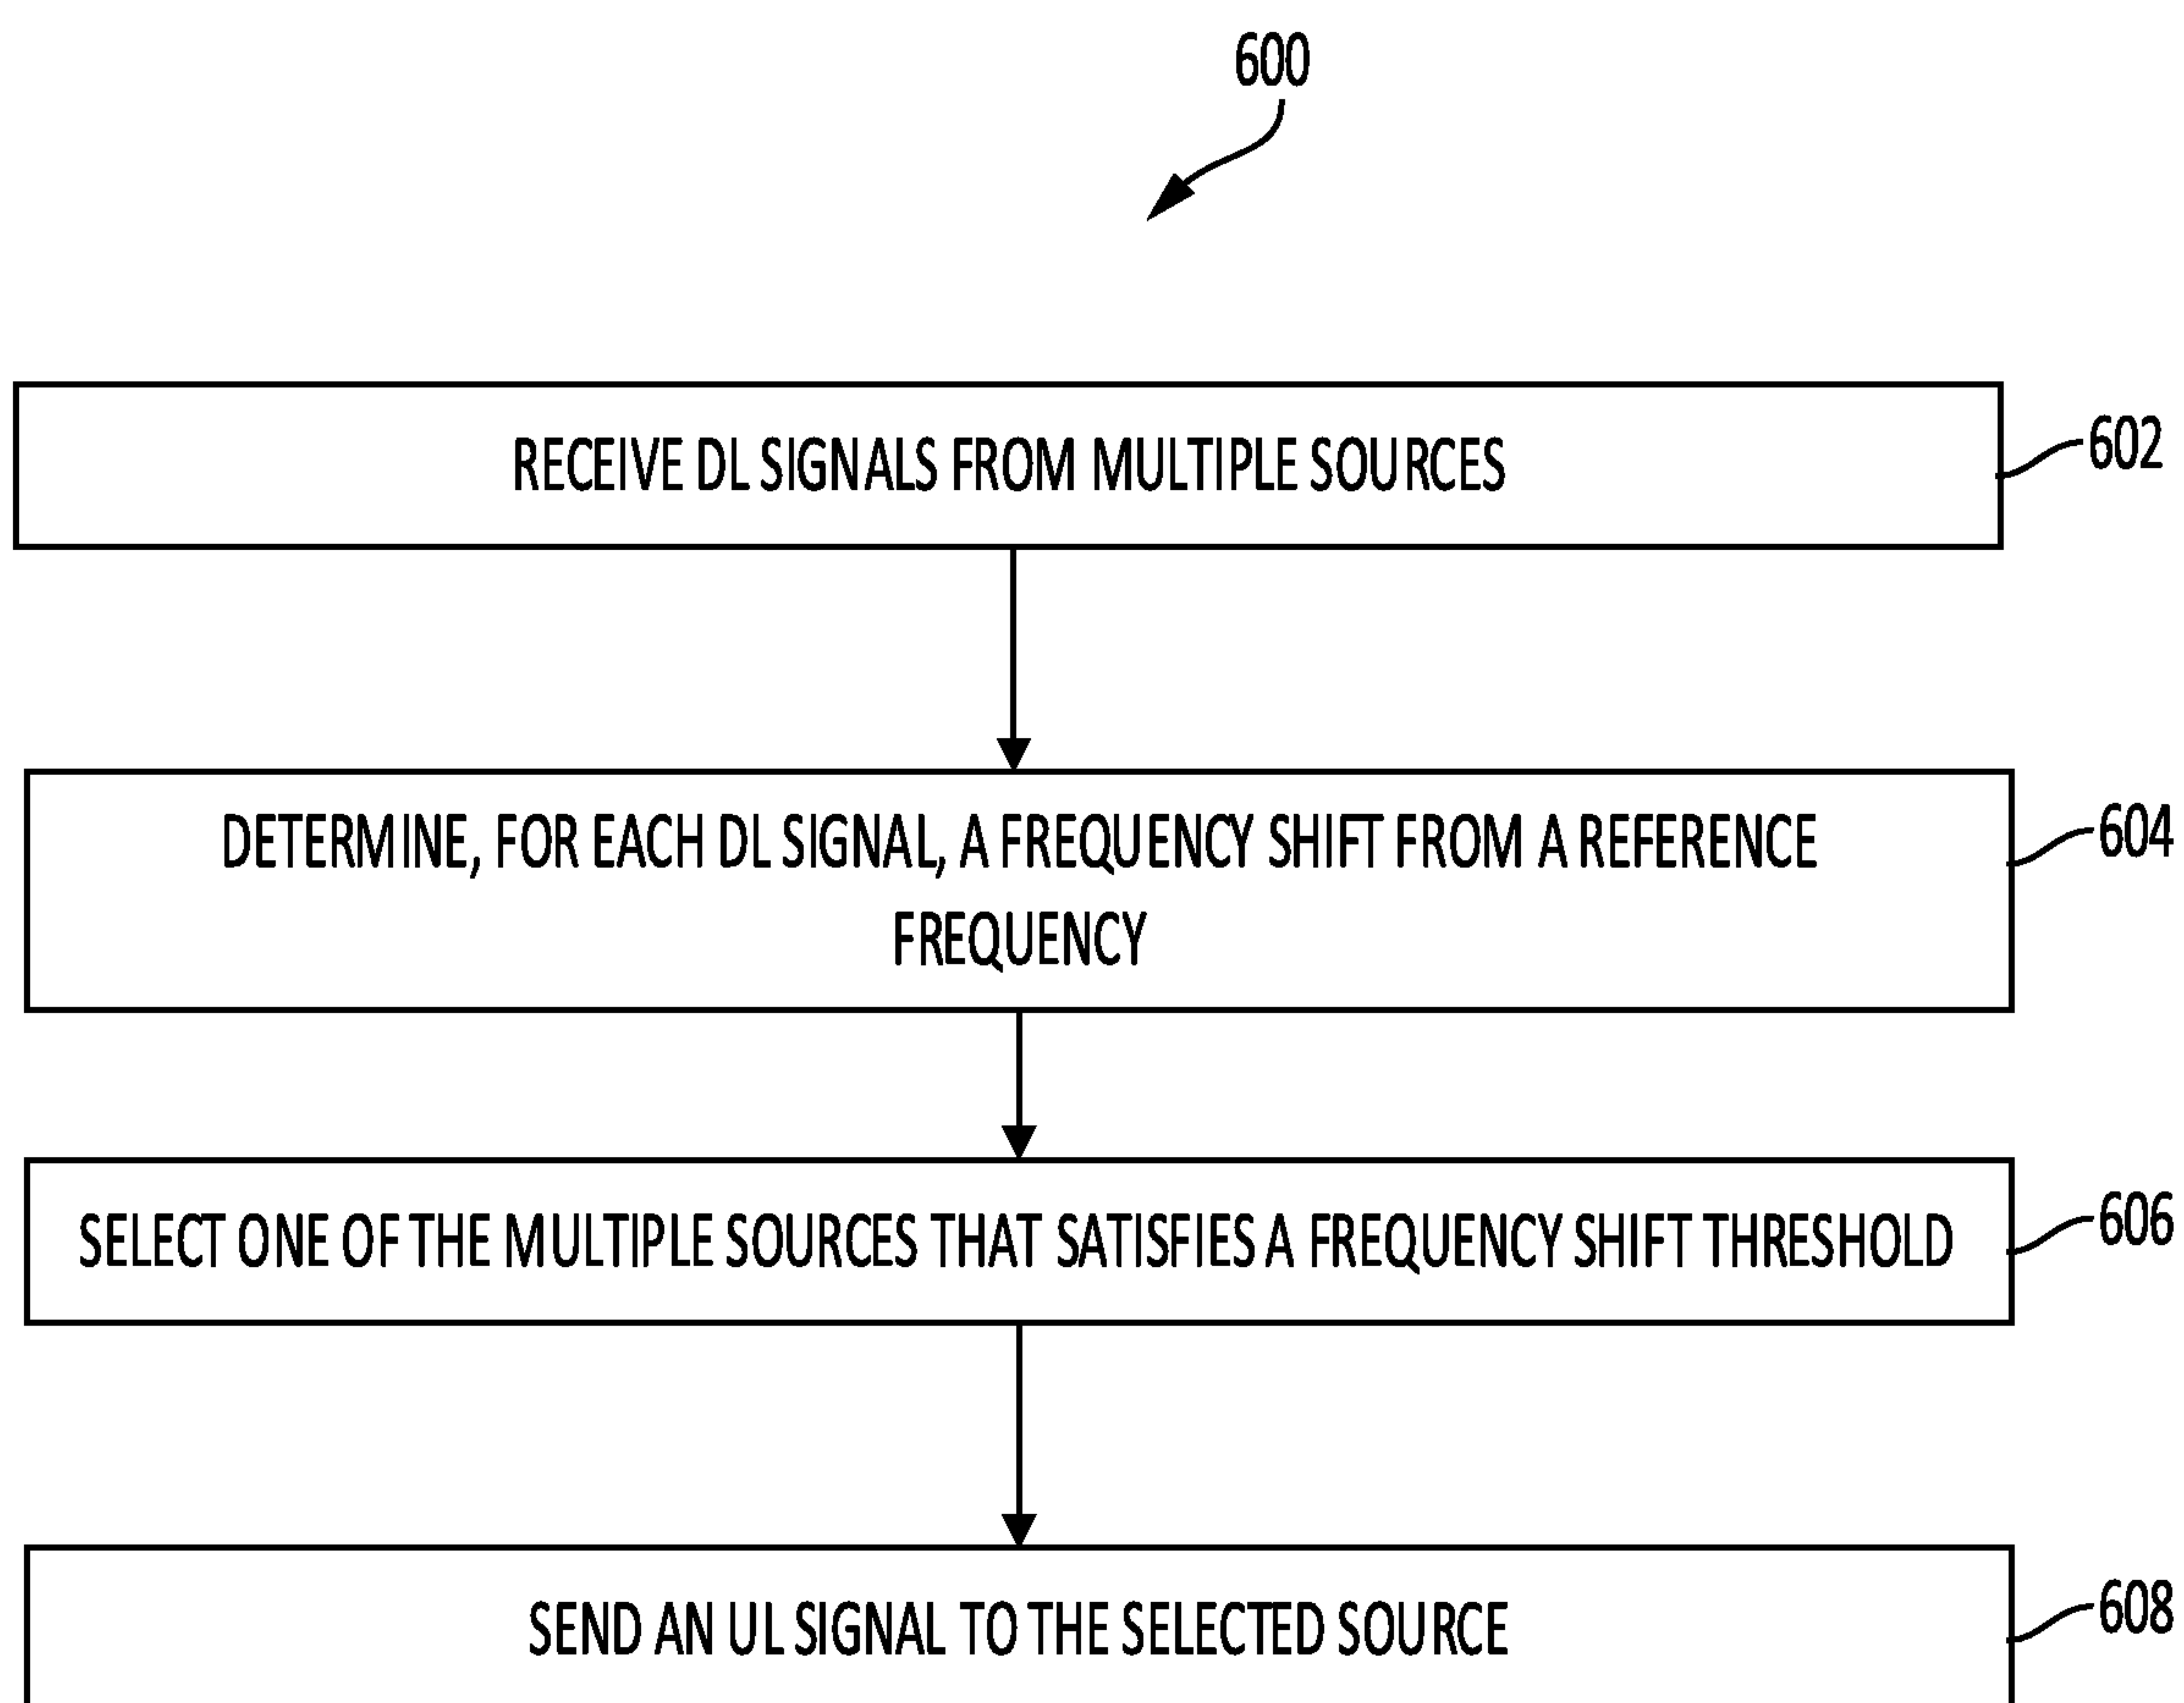 600
RECEIVE DL SIGNALS FROM MULTIPLE SOURCES
602
DETERMINE, FOR EACH DL SIGNAL, A FREQUENCY SHIFT FROM A REFERENCE
FREQUENCY
604
SELECT ONE OF THE MULTIPLE SOURCES THAT SATISFIES A FREQUENCY SHIFT THRESHOLD
606
SEND AN UL SIGNAL TO THE SELECTED SOURCE
608